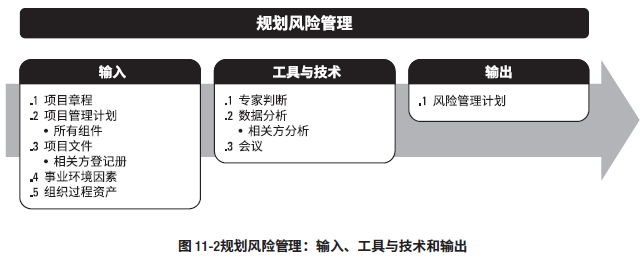 规划风险管理
输入
.1 项目章程
.2 项目管理计划
• 所有组件
.3 项目文件
• 相关方登记册
.4 事业环境因素
.5 组织过程资产
工具与技术
.1 专家判断
.2 数据分析
• 相关方分析
.3 会议
输出
.1 风险管理计划
图 11-2规划风险管理：输入、工具与技术和输出